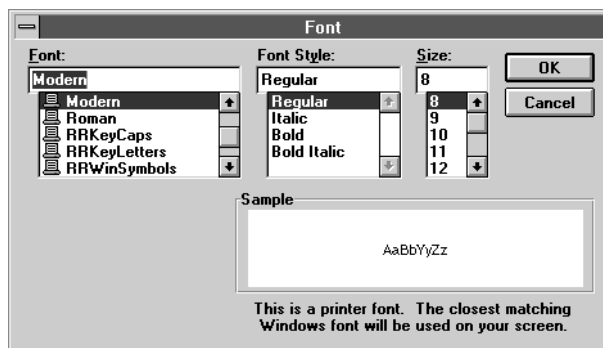 Font
Font:
Font Style:
Size:
Modern
Regular
8
OK
Cancel
Modern
Roman
RRKeyCaps
RRKeyLetters
RRWinSymbols
Regular
Italic
Bold
Bold Italic
8
9
10
11
12
Sample
AaBbYyZz
This is a printer font. The closest matching
Windows font will be used on your screen.